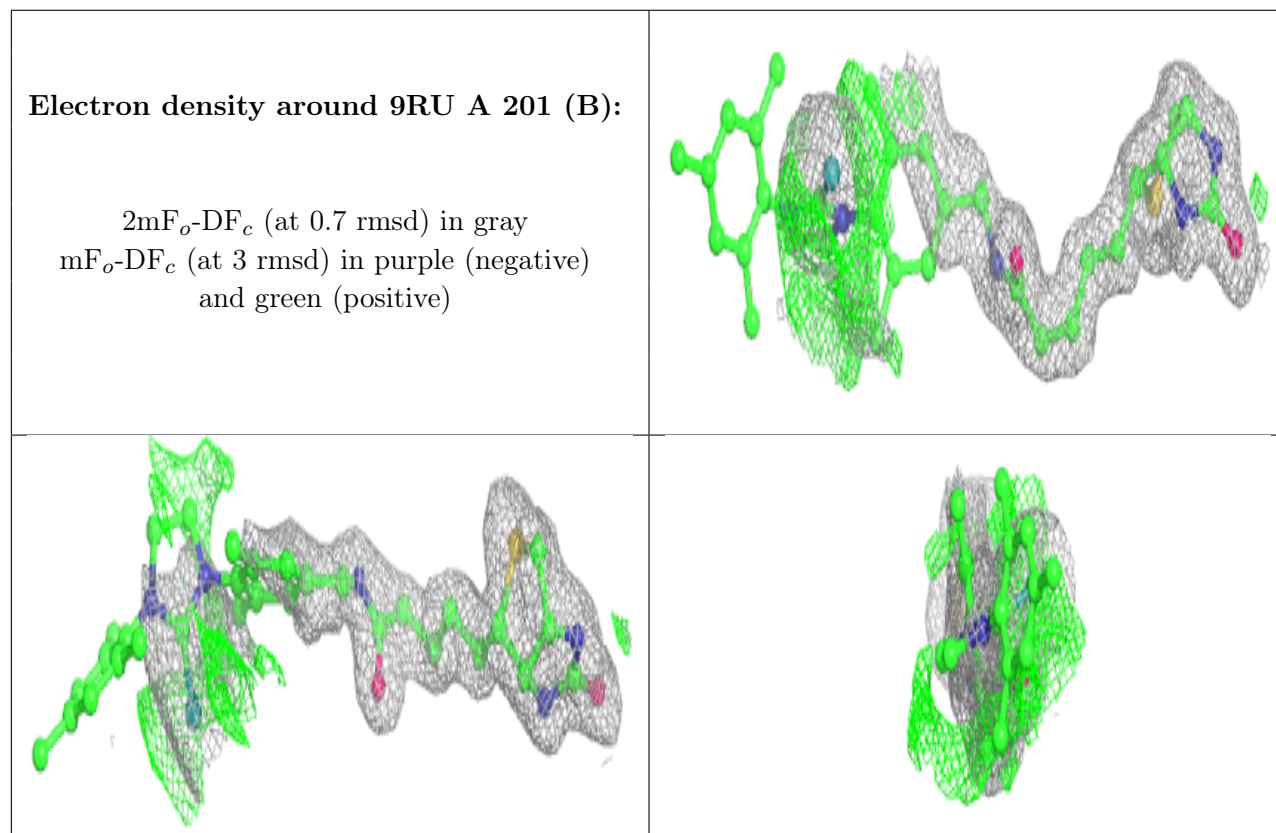 Electron density around 9RU A 201 (B):
2mFo-DFc (at 0.7 rmsd) in gray
mFo-DFc (at 3 rmsd) in purple (negative)
and green (positive)